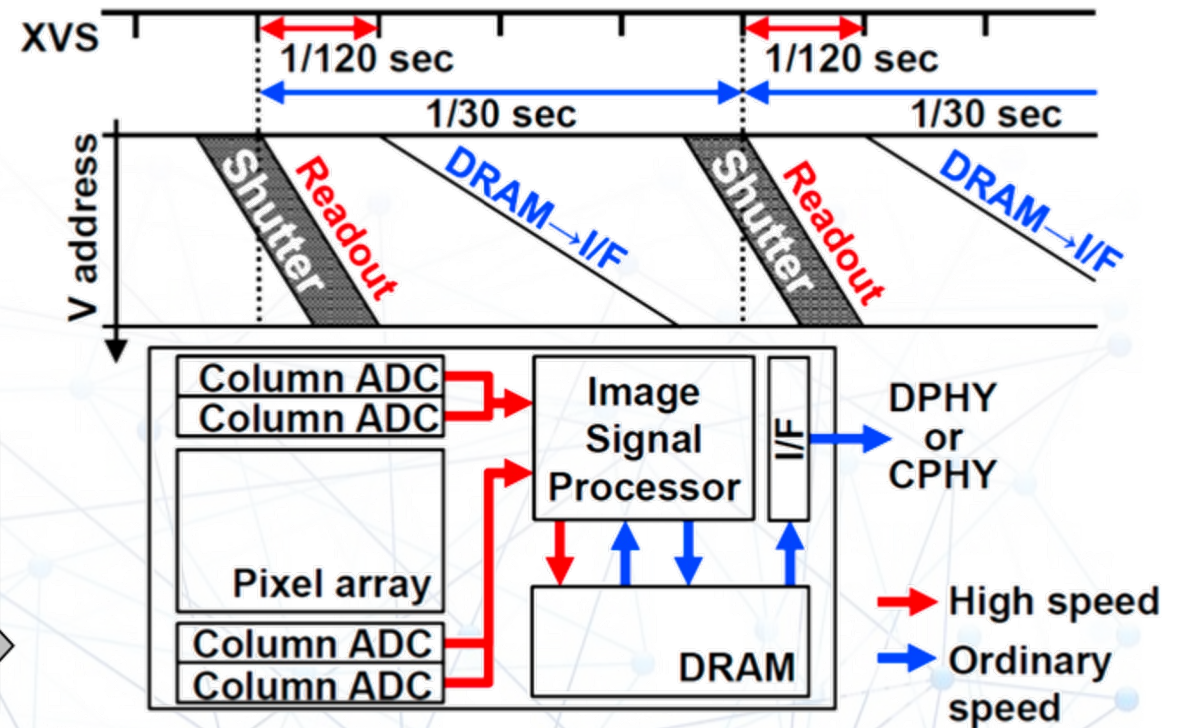 XVS
1/120 sec
1/120 sec
1/30 sec
1/30 sec
V address
Shutter
Readout
DRAM→I/F
Shutter
Readout
DRAM→I/F
Column ADC
Column ADC
Pixel array
Column ADC
Column ADC
Image
Signal
Processor
I/F
DRAM
DPHY
or
CPHY
High speed
Ordinary
speed